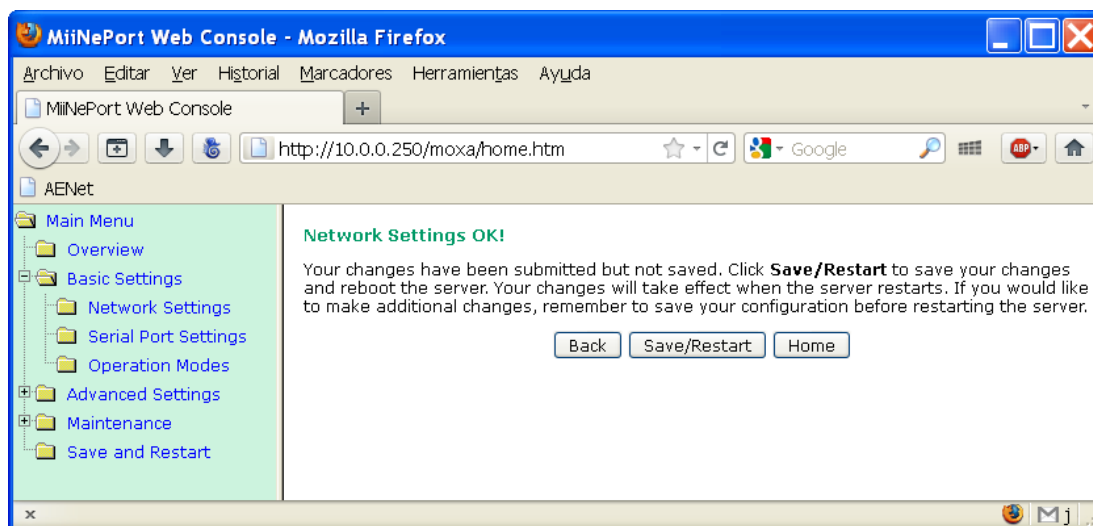 MiiNePort Web Console - Mozilla Firefox
Archivo Editar Ver Historial Marcadores Herramientas Ayuda
MiiNePort Web Console +
http://10.0.0.250/moxa/home.htm Google ABP
AENet
Main Menu
Overview
Basic Settings
Network Settings
Serial Port Settings
Operation Modes
Advanced Settings
Maintenance
Save and Restart
Network Settings OK!
Your changes have been submitted but not saved. Click Save/Restart to save your changes
and reboot the server. Your changes will take effect when the server restarts. If you would like
to make additional changes, remember to save your configuration before restarting the server.
Back Save/Restart Home
x j